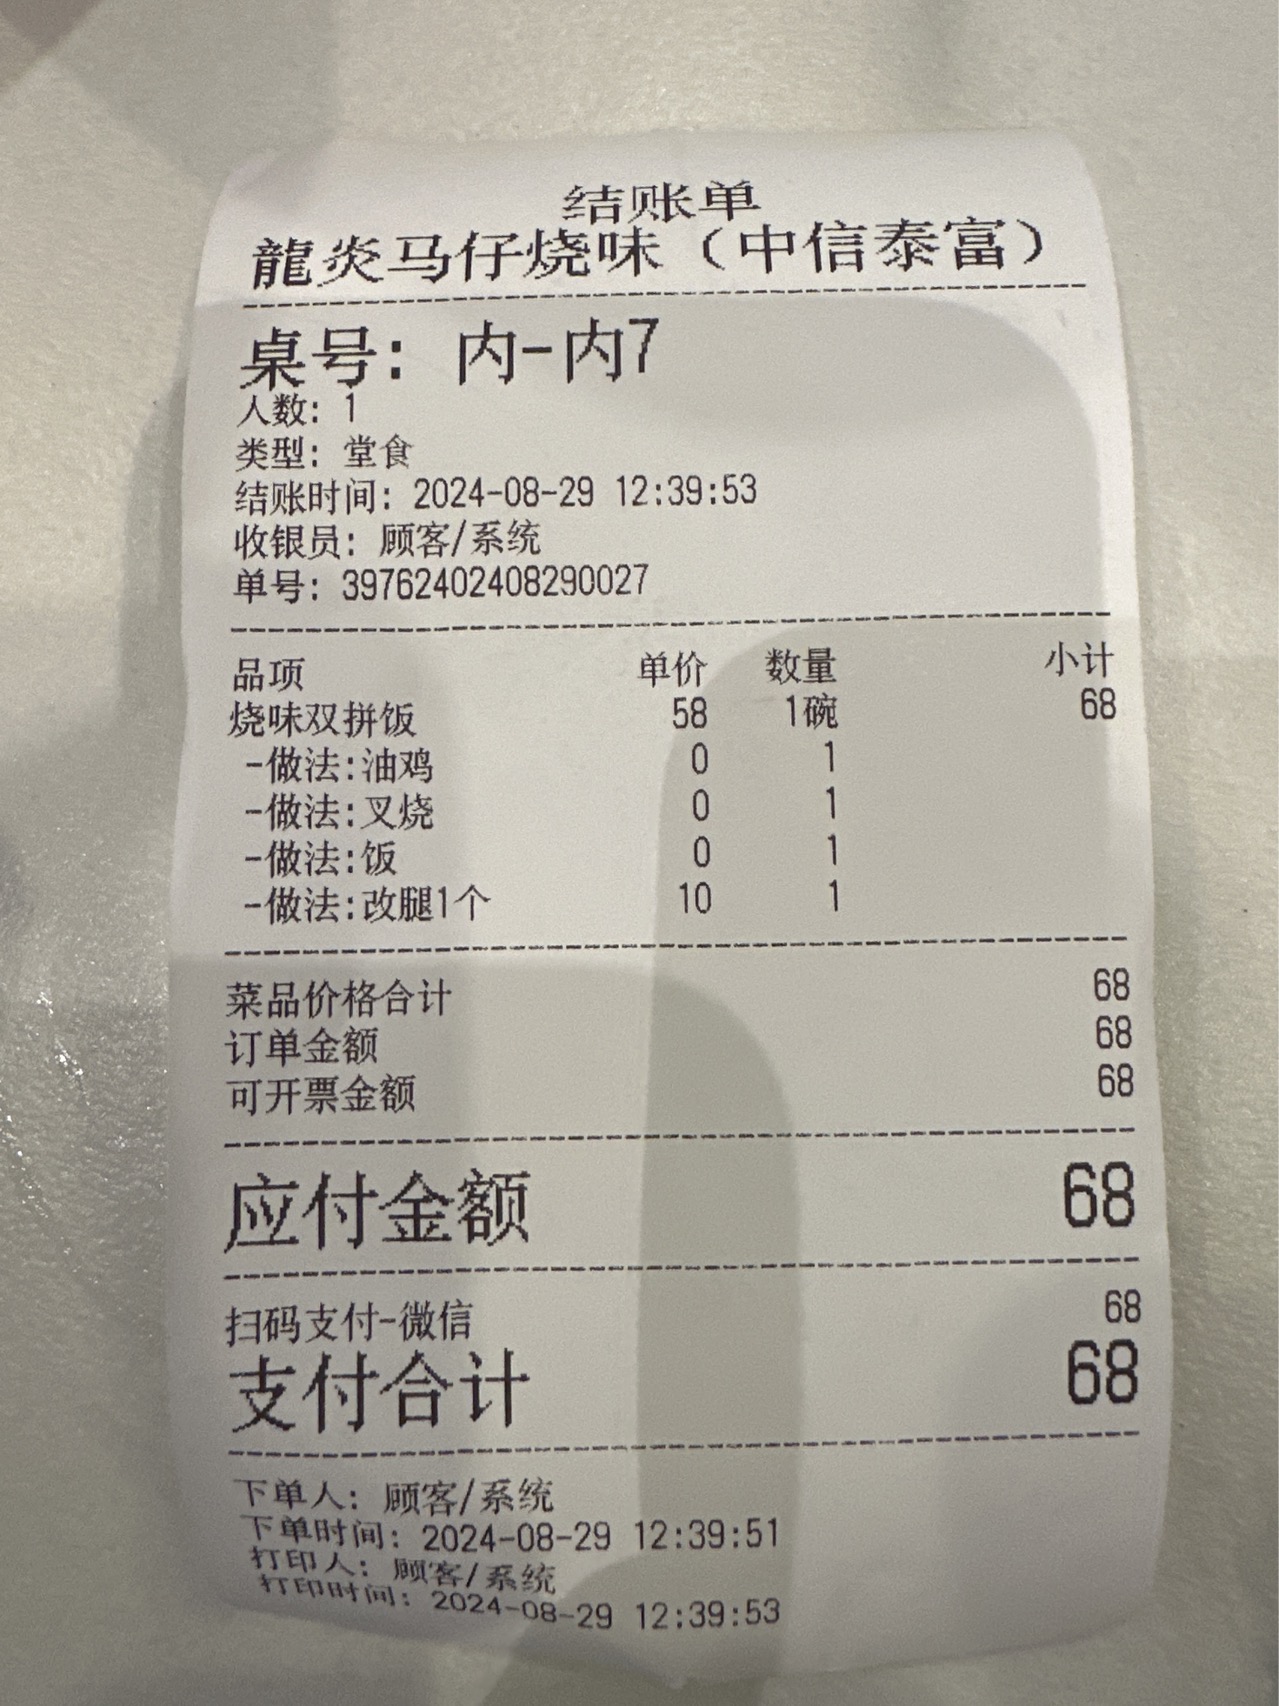 结账单
龍炎马仔烧味（中信泰富）
桌号： 内-内7
人数：1
类型：堂食
结账时间：2024-08-29 12:39:53
收银员：顾客/系统
单号：39762402408290027
品项 单价 数量 小计
烧味双拼饭 58 1碗 68
-做法:油鸡 0 1
-做法:叉烧 0 1
-做法:饭 0 1
-做法:改腿1个 10 1
菜品价格合计 68
订单金额 68
可开票金额 68
应付金额 68
扫码支付-微信 68
支付合计 68
下单人：顾客/系统
下单时间：2024-08-29 12:39:51
打印人：顾客/系统
打印时间：2024-08-29 12:39:53